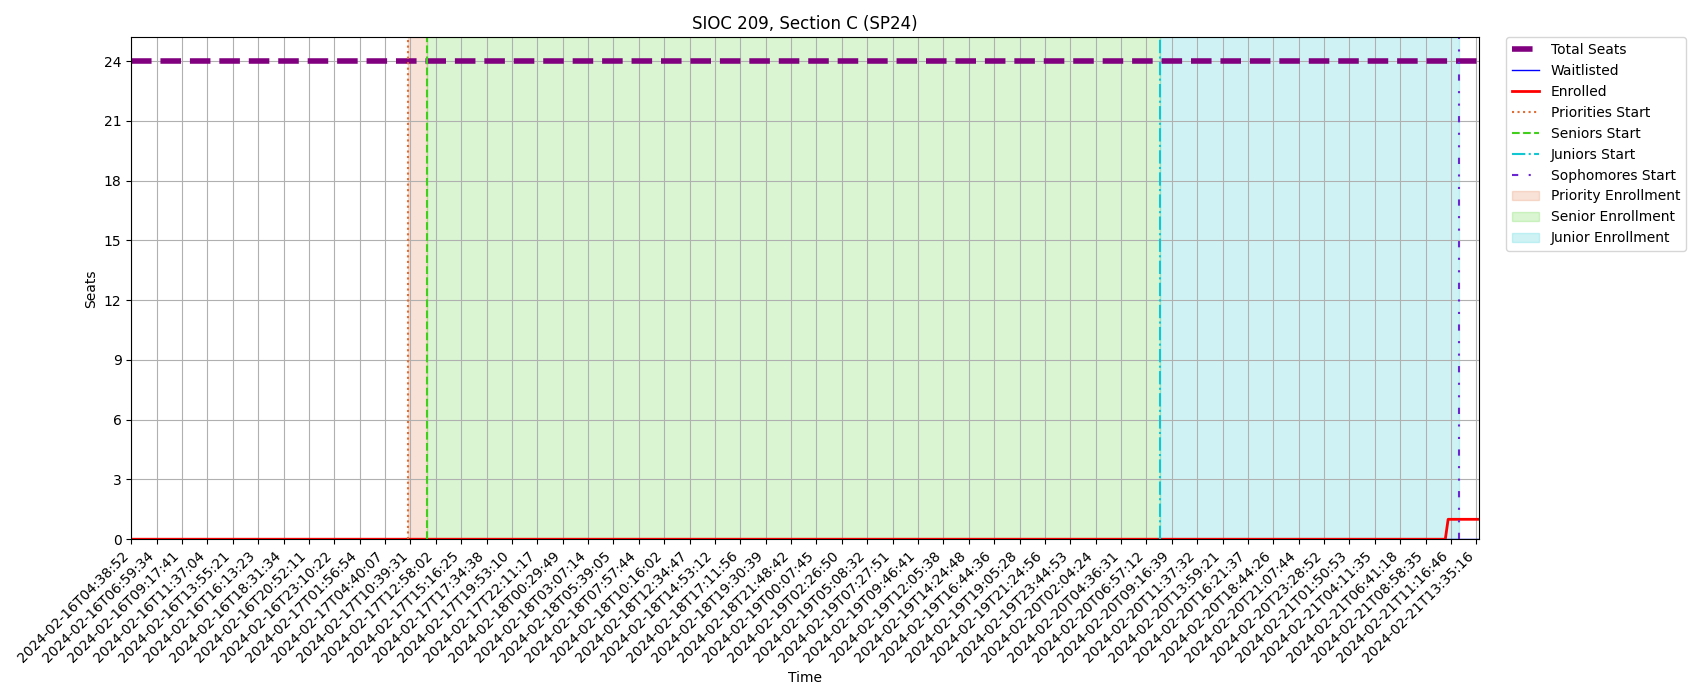 SIOC 209, Section C (SP24)
Seats
24
21
18
15
12
9
6
3
0
2024-02-16T04:38:52
2024-02-16T06:59:34
2024-02-16T09:17:41
2024-02-16T11:37:04
2024-02-16T13:55:21
2024-02-16T16:13:23
2024-02-16T18:31:34
2024-02-16T20:52:11
2024-02-16T23:10:22
2024-02-17T01:56:54
2024-02-17T04:40:07
2024-02-17T10:39:31
2024-02-17T12:58:02
2024-02-17T15:16:25
2024-02-17T17:34:38
2024-02-17T19:53:10
2024-02-17T22:11:17
2024-02-18T00:29:49
2024-02-18T03:07:14
2024-02-18T05:39:05
2024-02-18T07:57:44
2024-02-18T10:16:02
2024-02-18T12:34:47
2024-02-18T14:53:12
2024-02-18T17:11:56
2024-02-18T19:30:39
2024-02-18T21:48:42
2024-02-19T00:07:45
2024-02-19T02:26:50
2024-02-19T05:08:32
2024-02-19T07:27:51
2024-02-19T09:46:41
2024-02-19T12:05:38
2024-02-19T14:24:48
2024-02-19T16:44:36
2024-02-19T19:05:28
2024-02-19T21:24:56
2024-02-19T23:44:53
2024-02-20T02:04:24
2024-02-20T04:36:31
2024-02-20T06:57:12
2024-02-20T09:16:39
2024-02-20T11:37:32
2024-02-20T13:59:21
2024-02-20T16:21:37
2024-02-20T18:44:26
2024-02-20T21:07:44
2024-02-20T23:28:52
2024-02-21T01:50:53
2024-02-21T04:11:35
2024-02-21T06:41:18
2024-02-21T08:58:35
2024-02-21T11:16:46
2024-02-21T13:35:16
Time
Total Seats
Waitlisted
Enrolled
Priorities Start
Seniors Start
Juniors Start
Sophomores Start
Priority Enrollment
Senior Enrollment
Junior Enrollment